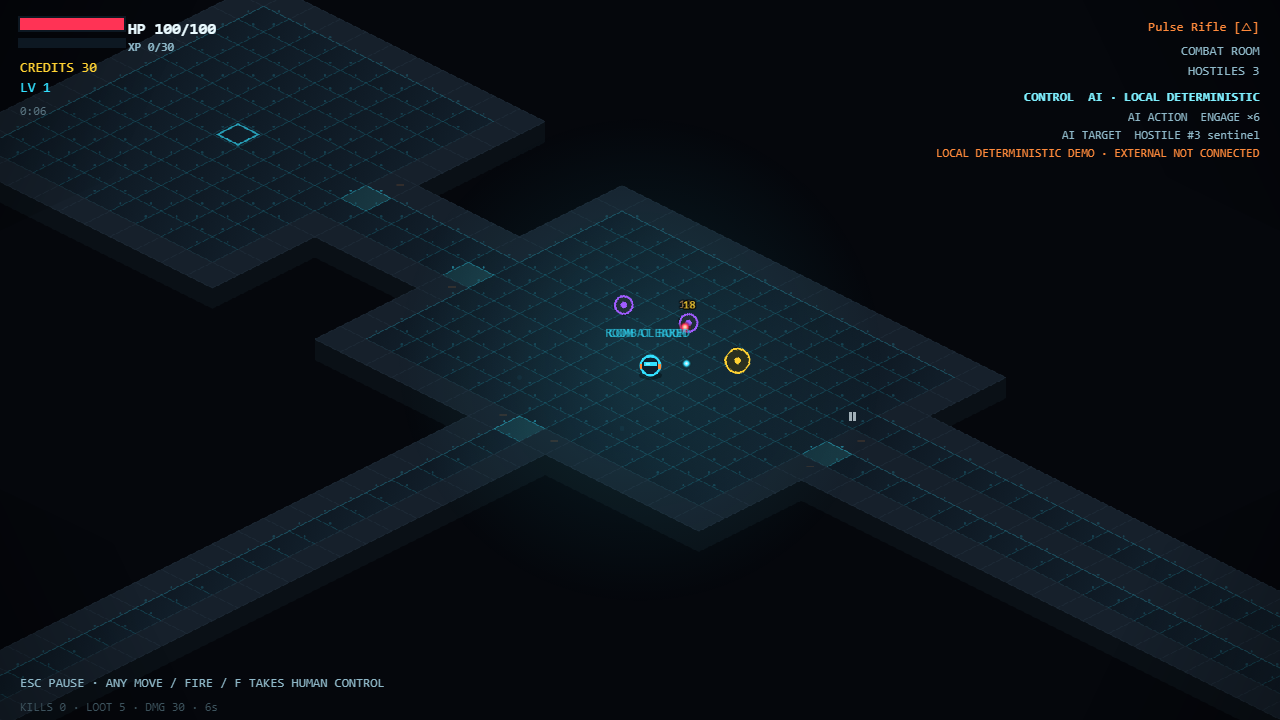 HP 100/100
XP 0/30
CREDITS 30
LV 1
0:06
Pulse Rifle [△]
COMBAT ROOM
HOSTILES 3
CONTROL AI · LOCAL DETERMINISTIC
AI ACTION ENGAGE ×6
AI TARGET HOSTILE #3 sentinel
LOCAL DETERMINISTIC DEMO · EXTERNAL NOT CONNECTED
18
ESC PAUSE · ANY MOVE / FIRE / F TAKES HUMAN CONTROL
KILLS 0 · LOOT 5 · DMG 30 · 6s